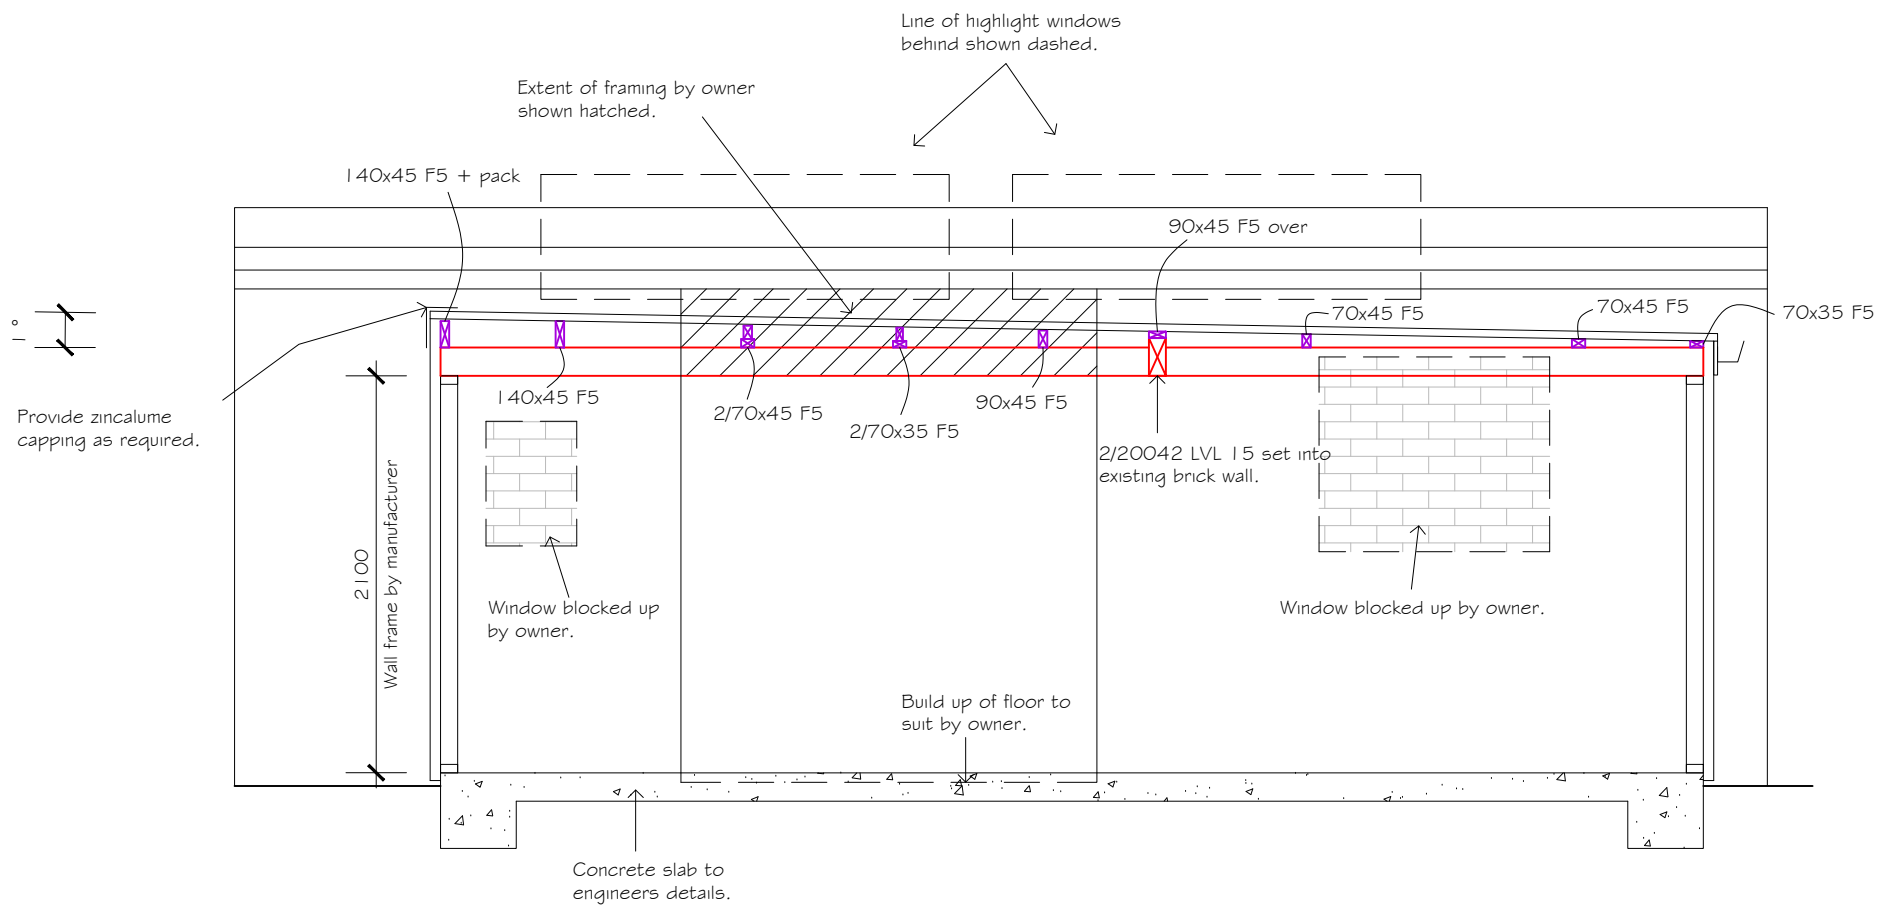 Line of highlight windows
behind shown dashed.
Extent of framing by owner
shown hatched.
140x45 F5 + pack
90x45 F5 over
70x45 F5
70x45 F5
70x35 F5
1°
140x45 F5
2/70x45 F5
2/70x35 F5
90x45 F5
Provide zincalume
capping as required.
2/20042 LVL 15 set into
existing brick wall.
2100
Wall frame by manufacturer
Window blocked up
by owner.
Window blocked up by owner.
Build up of floor to
suit by owner.
Concrete slab to
engineers details.